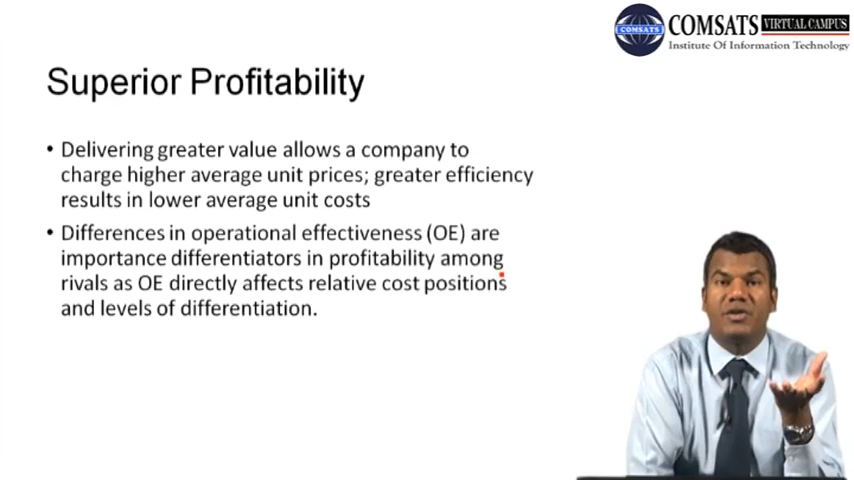 COMSATS VIRTUAL CAMPUS
COMSATS
Institute Of Information Technology
Superior Profitability
• Delivering greater value allows a company to
charge higher average unit prices; greater efficiency
results in lower average unit costs
• Differences in operational effectiveness (OE) are
importance differentiators in profitability among
rivals as OE directly affects relative cost positions
and levels of differentiation.